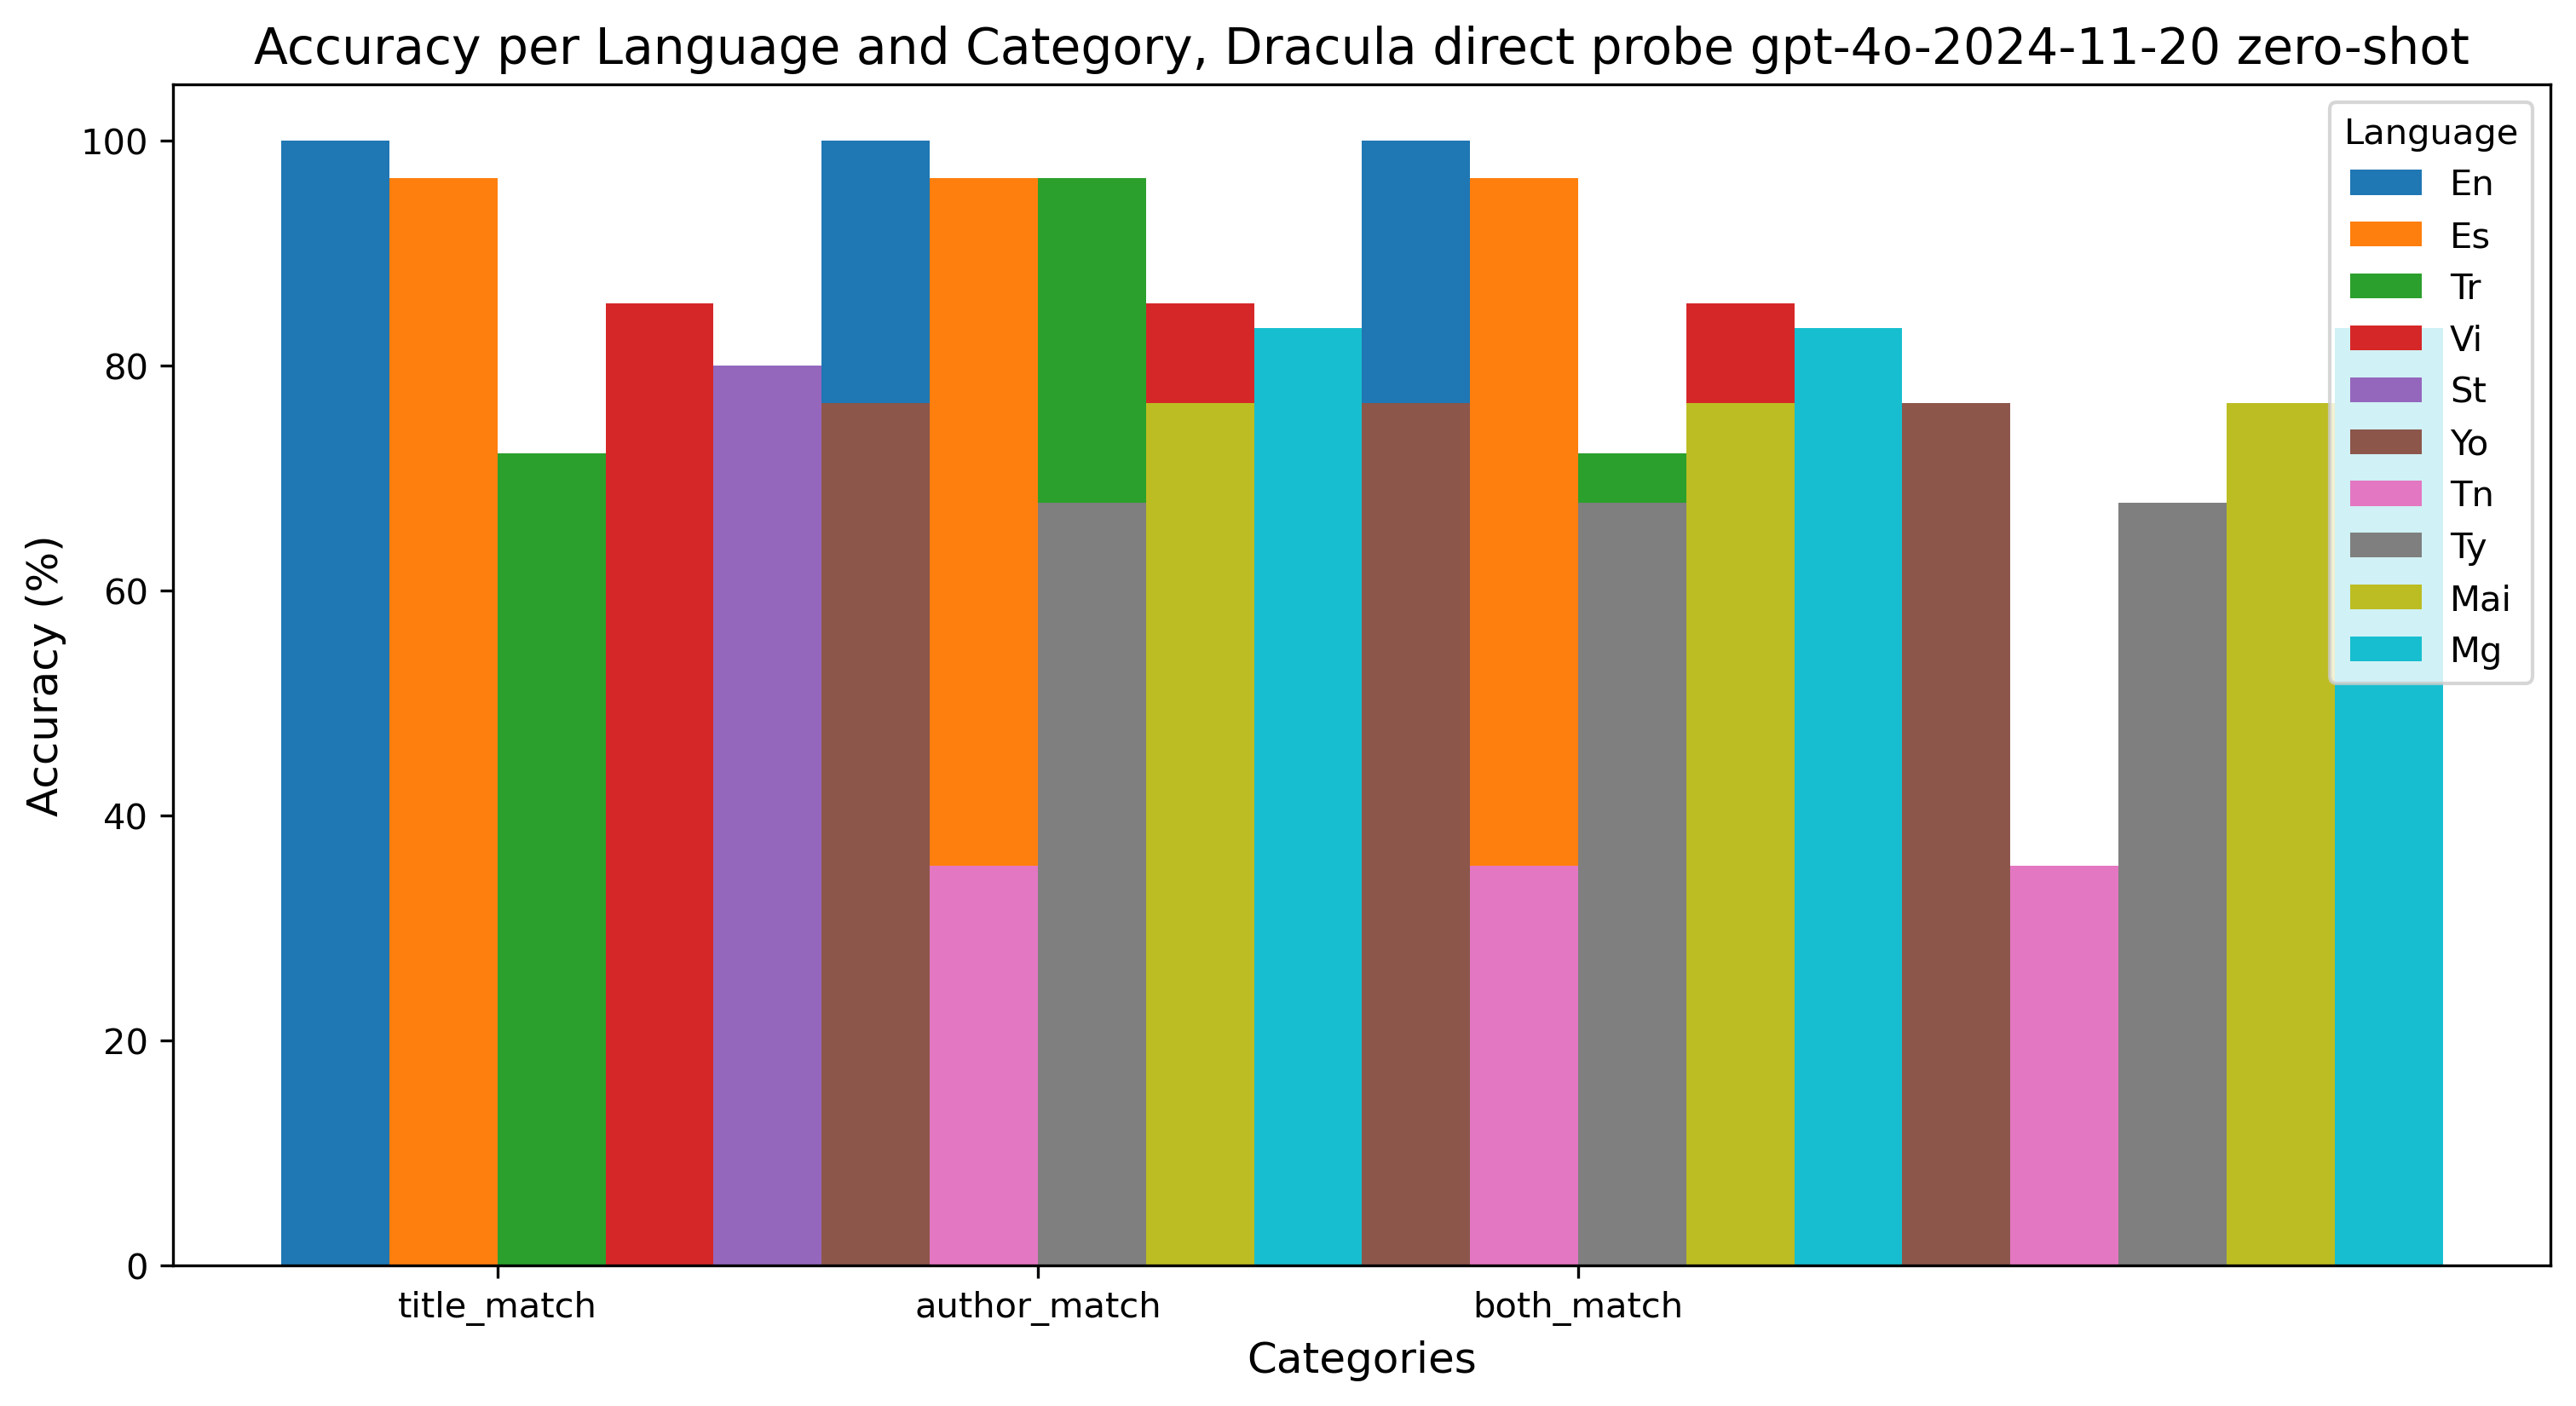 Accuracy per Language and Category, Dracula direct probe gpt-4o-2024-11-20 zero-shot
Accuracy (%)
100
80
60
40
20
0
Language
En
Es
Tr
Vi
St
Yo
Tn
Ty
Mai
Mg
title_match
author_match
both_match
Categories